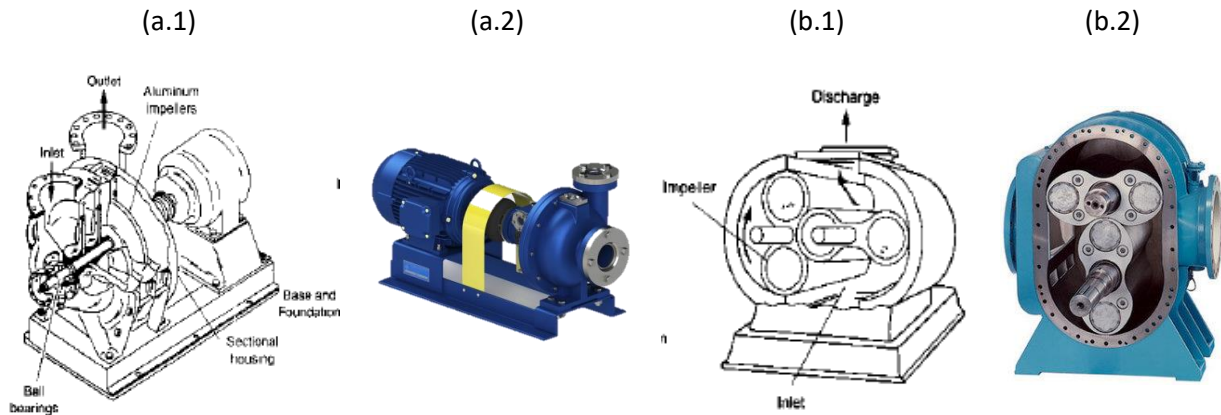 (a.1)
(a.2)
(b.1)
(b.2)
Outlet
Aluminum
impellers
Inlet
Base and
Foundation
Sectional
housing
Ball
bearings
Discharge
Impeller
Inlet